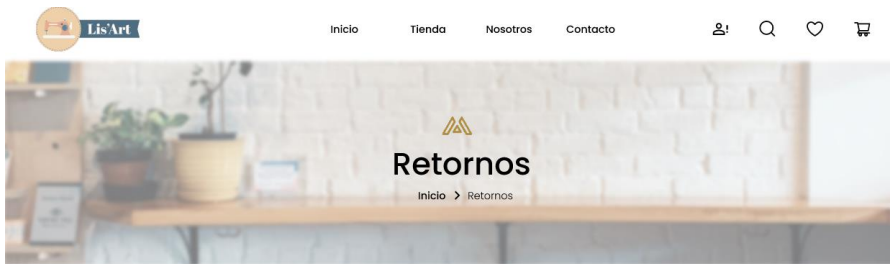 Lis'Art
Inicio Tienda Nosotros Contacto
Retornos
Inicio > Retornos